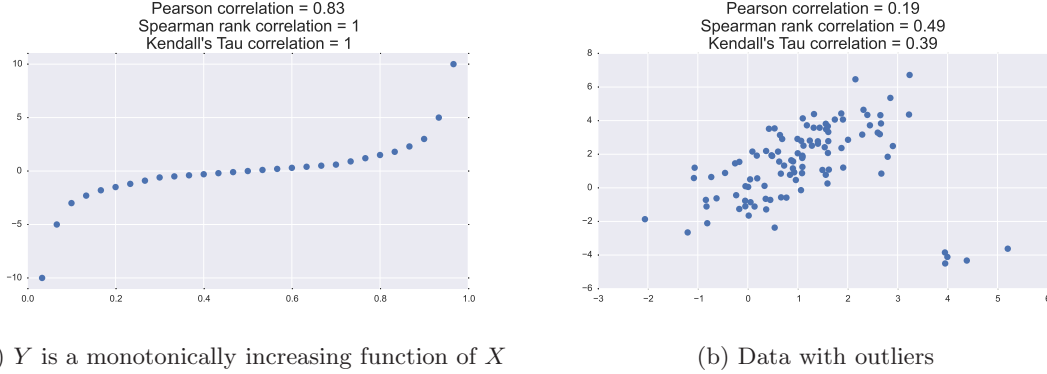 Pearson correlation = 0.83
Spearman rank correlation = 1
Kendall's Tau correlation = 1
10
5
0
−5
−10
0.0 0.2 0.4 0.6 0.8 1.0
) Y is a monotonically increasing function of X
Pearson correlation = 0.19
Spearman rank correlation = 0.49
Kendall's Tau correlation = 0.39
8
6
4
2
0
−2
−4
−6
−3 −2 −1 0 1 2 3 4 5 6
(b) Data with outliers